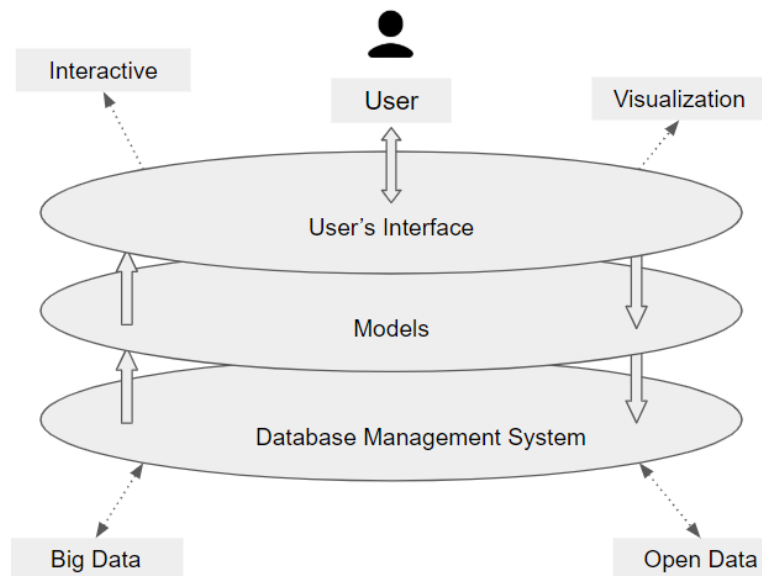 Interactive
User
Visualization
User’s Interface
Models
Database Management System
Big Data
Open Data